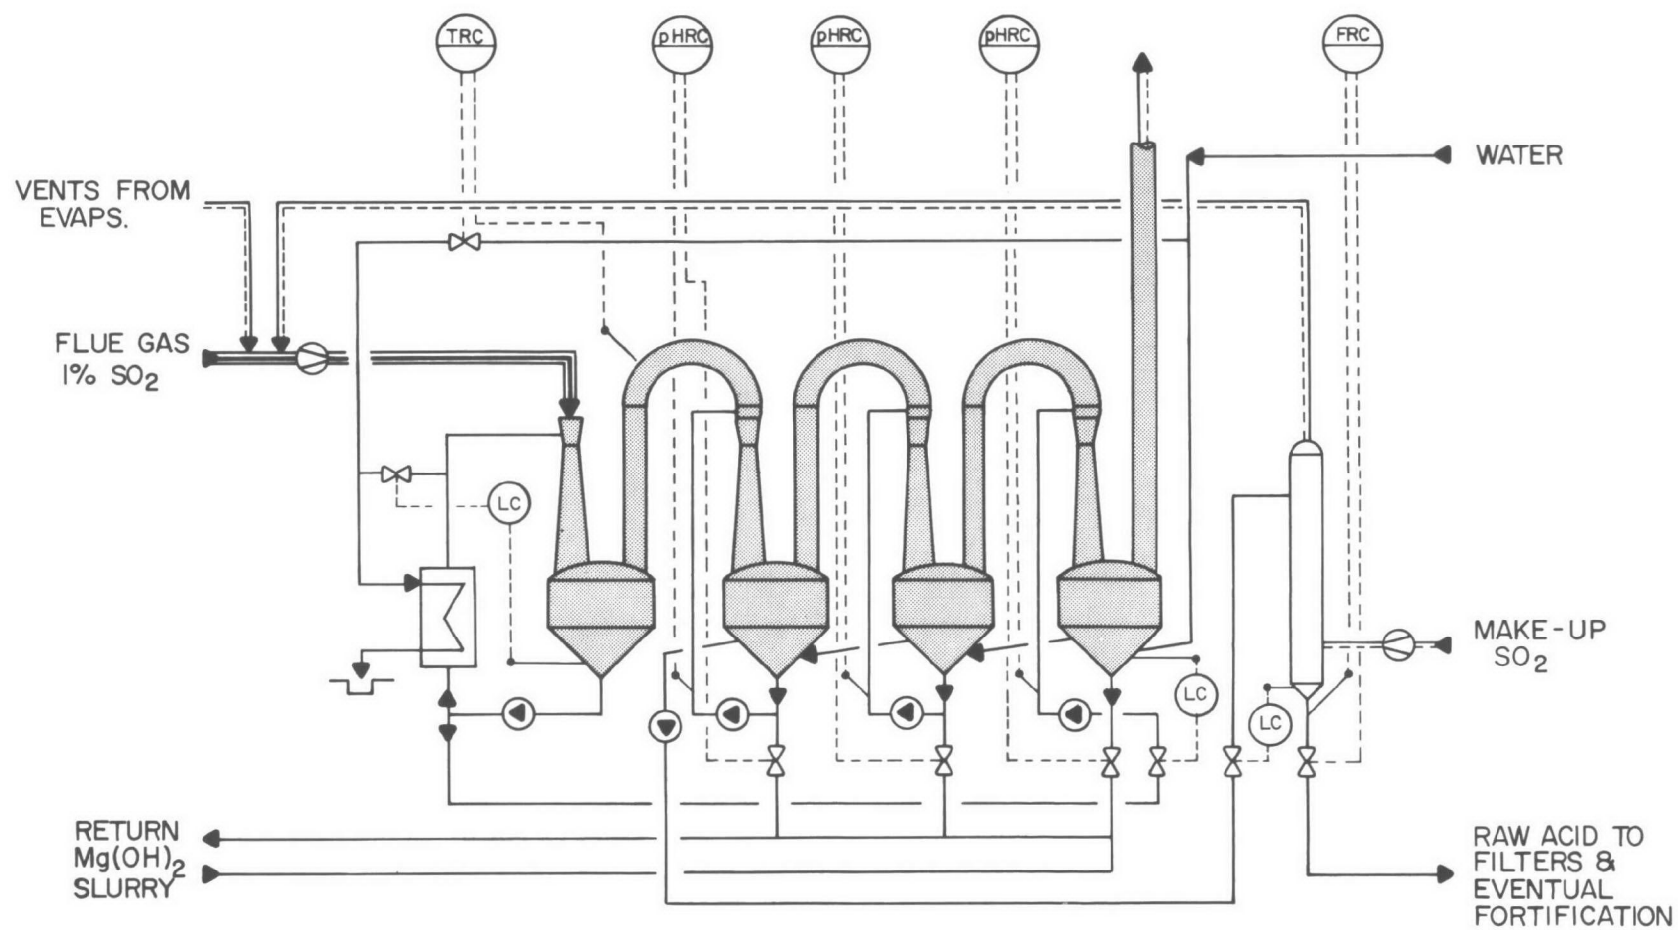 TRC
pHRC
pHRC
pHRC
FRC
WATER
VENTS FROM
EVAPS.
FLUE GAS
1% SO2
LC
MAKE-UP
SO2
LC
LC
RETURN
Mg(OH)2
SLURRY
RAW ACID TO
FILTERS &
EVENTUAL
FORTIFICATION